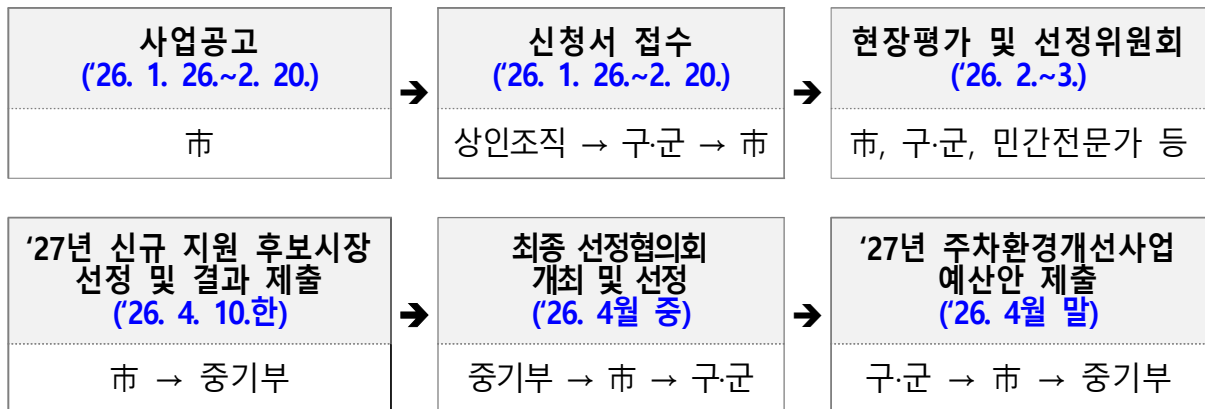 사업공고
(‘26. 1. 26.~2. 20.)
市
➔
신청서 접수
(‘26. 1. 26.~2. 20.)
상인조직 → 구·군 → 市
➔
현장평가 및 선정위원회
(‘26. 2.~3.)
市, 구·군, 민간전문가 등
‘27년 신규 지원 후보시장
선정 및 결과 제출
(‘26. 4. 10.한)
市 → 중기부
➔
최종 선정협의회
개최 및 선정
(‘26. 4월 중)
중기부 → 市 → 구·군
➔
‘27년 주차환경개선사업
예산안 제출
(‘26. 4월 말)
구·군 → 市 → 중기부